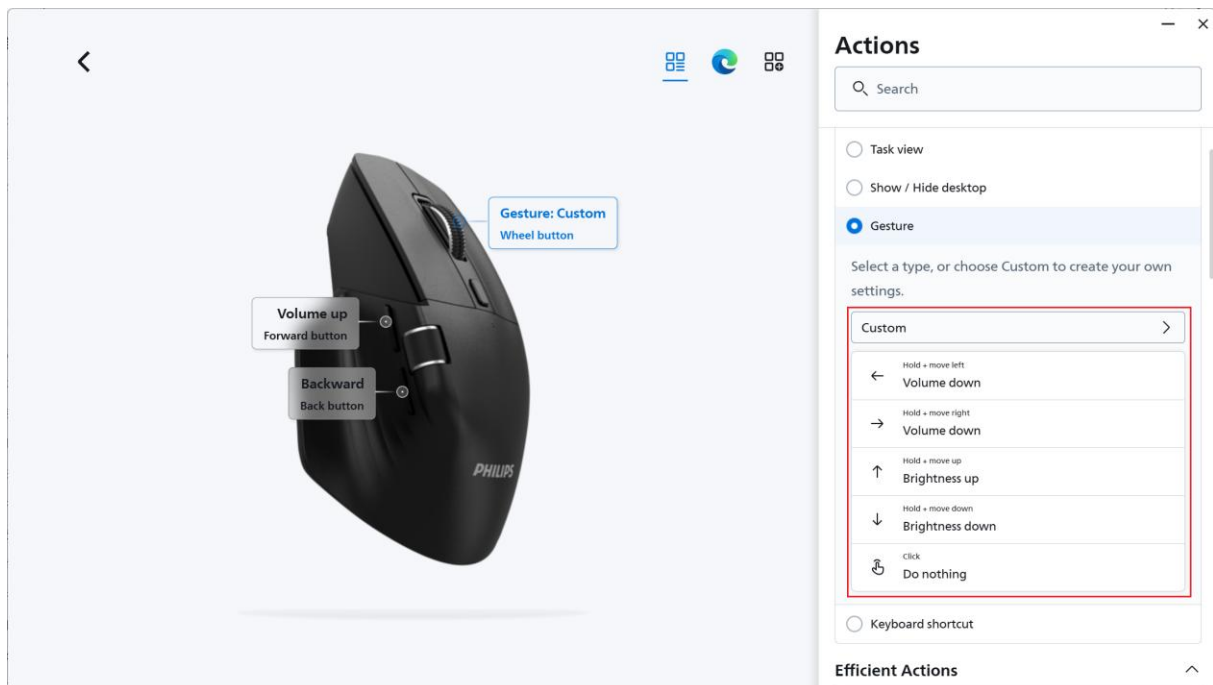 Actions
Search
Task view
Show / Hide desktop
Gesture
Select a type, or choose Custom to create your own
settings.
Custom
Hold + move left
Volume down
Hold + move right
Volume down
Hold + move up
Brightness up
Hold + move down
Brightness down
Click
Do nothing
Keyboard shortcut
Efficient Actions
Gesture: Custom
Wheel button
Volume up
Forward button
Backward
Back button
PHILIPS